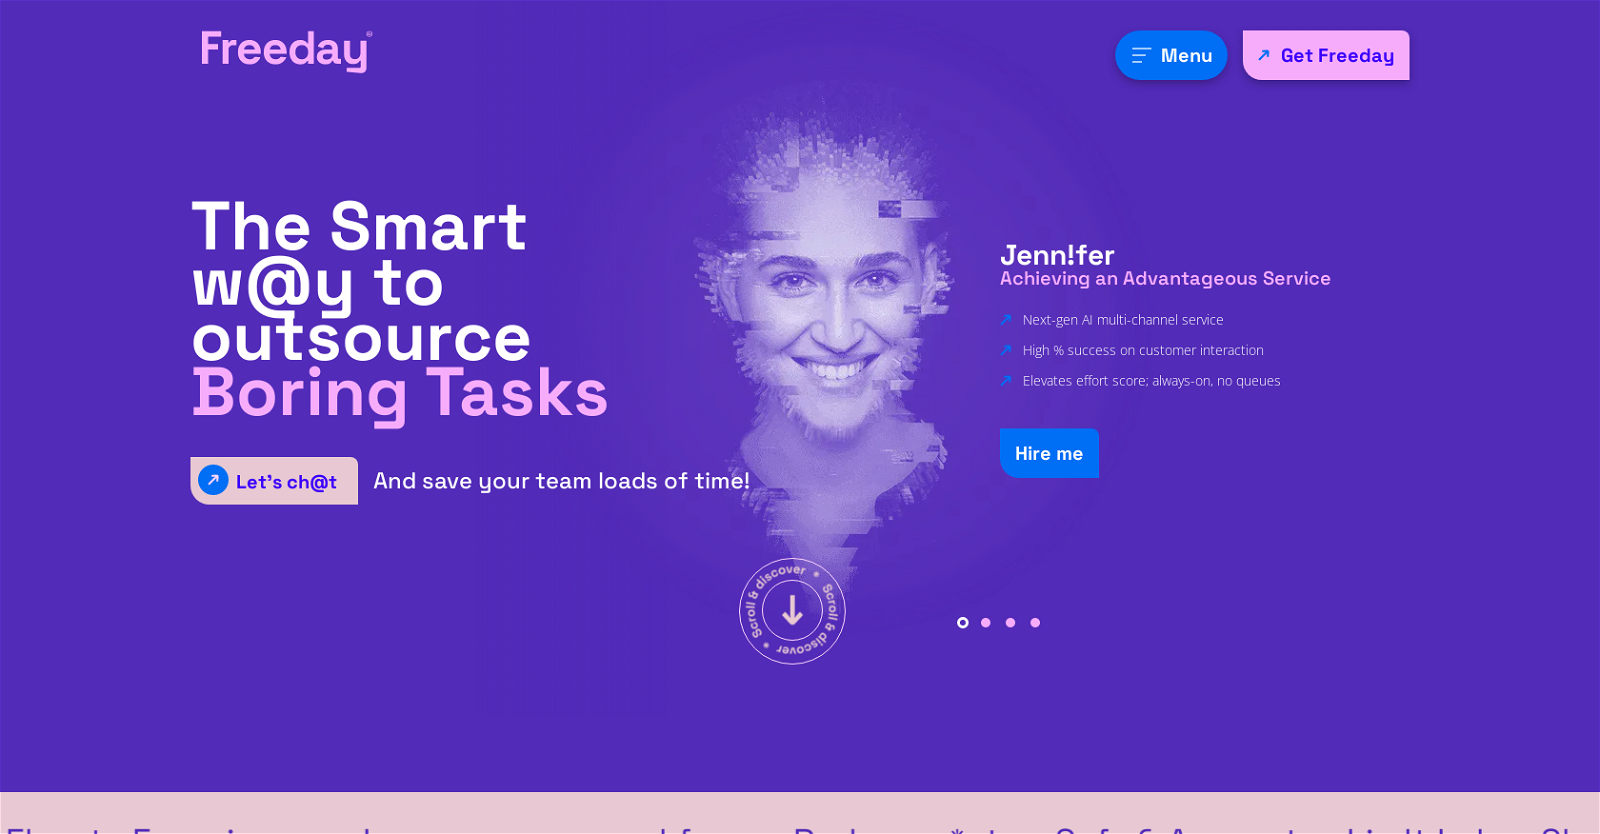 Freeday
Menu
Get Freeday
The Smart
w@y to
outsource
Boring Tasks
Let's ch@t
And save your team loads of time!
Jenn!fer
Achieving an Advantageous Service
Next-gen AI multi-channel service
High % success on customer interaction
Elevates effort score; always-on, no queues
Hire me
Scroll & discover * Scroll & discover *